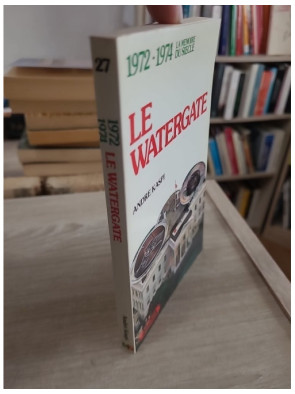 1972-1974 LA MÉMOIRE
DU SIÈCLE
LE
WATERGATE
ANDRÉ KASPI
27
1972
1974
LE WATERGATE